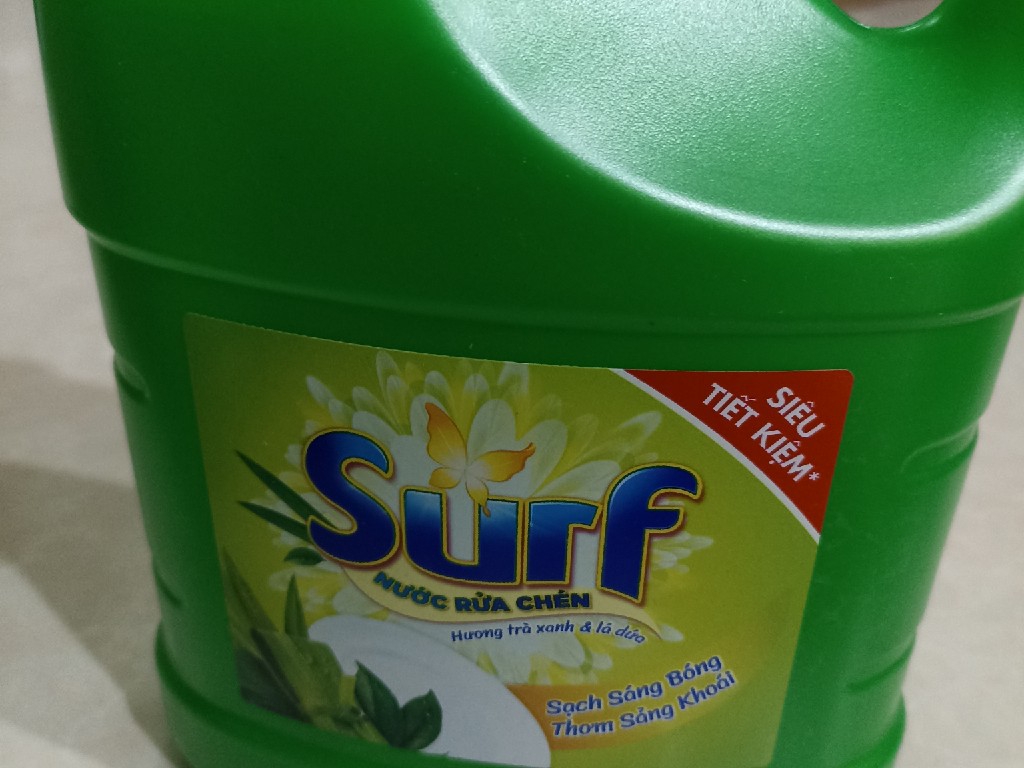 SIÊU
TIẾT KIỆM*
Surf
NƯỚC RỬA CHÉN
Hương trà xanh & lá dứa
Sạch Sáng Bóng
Thơm Sảng Khoái